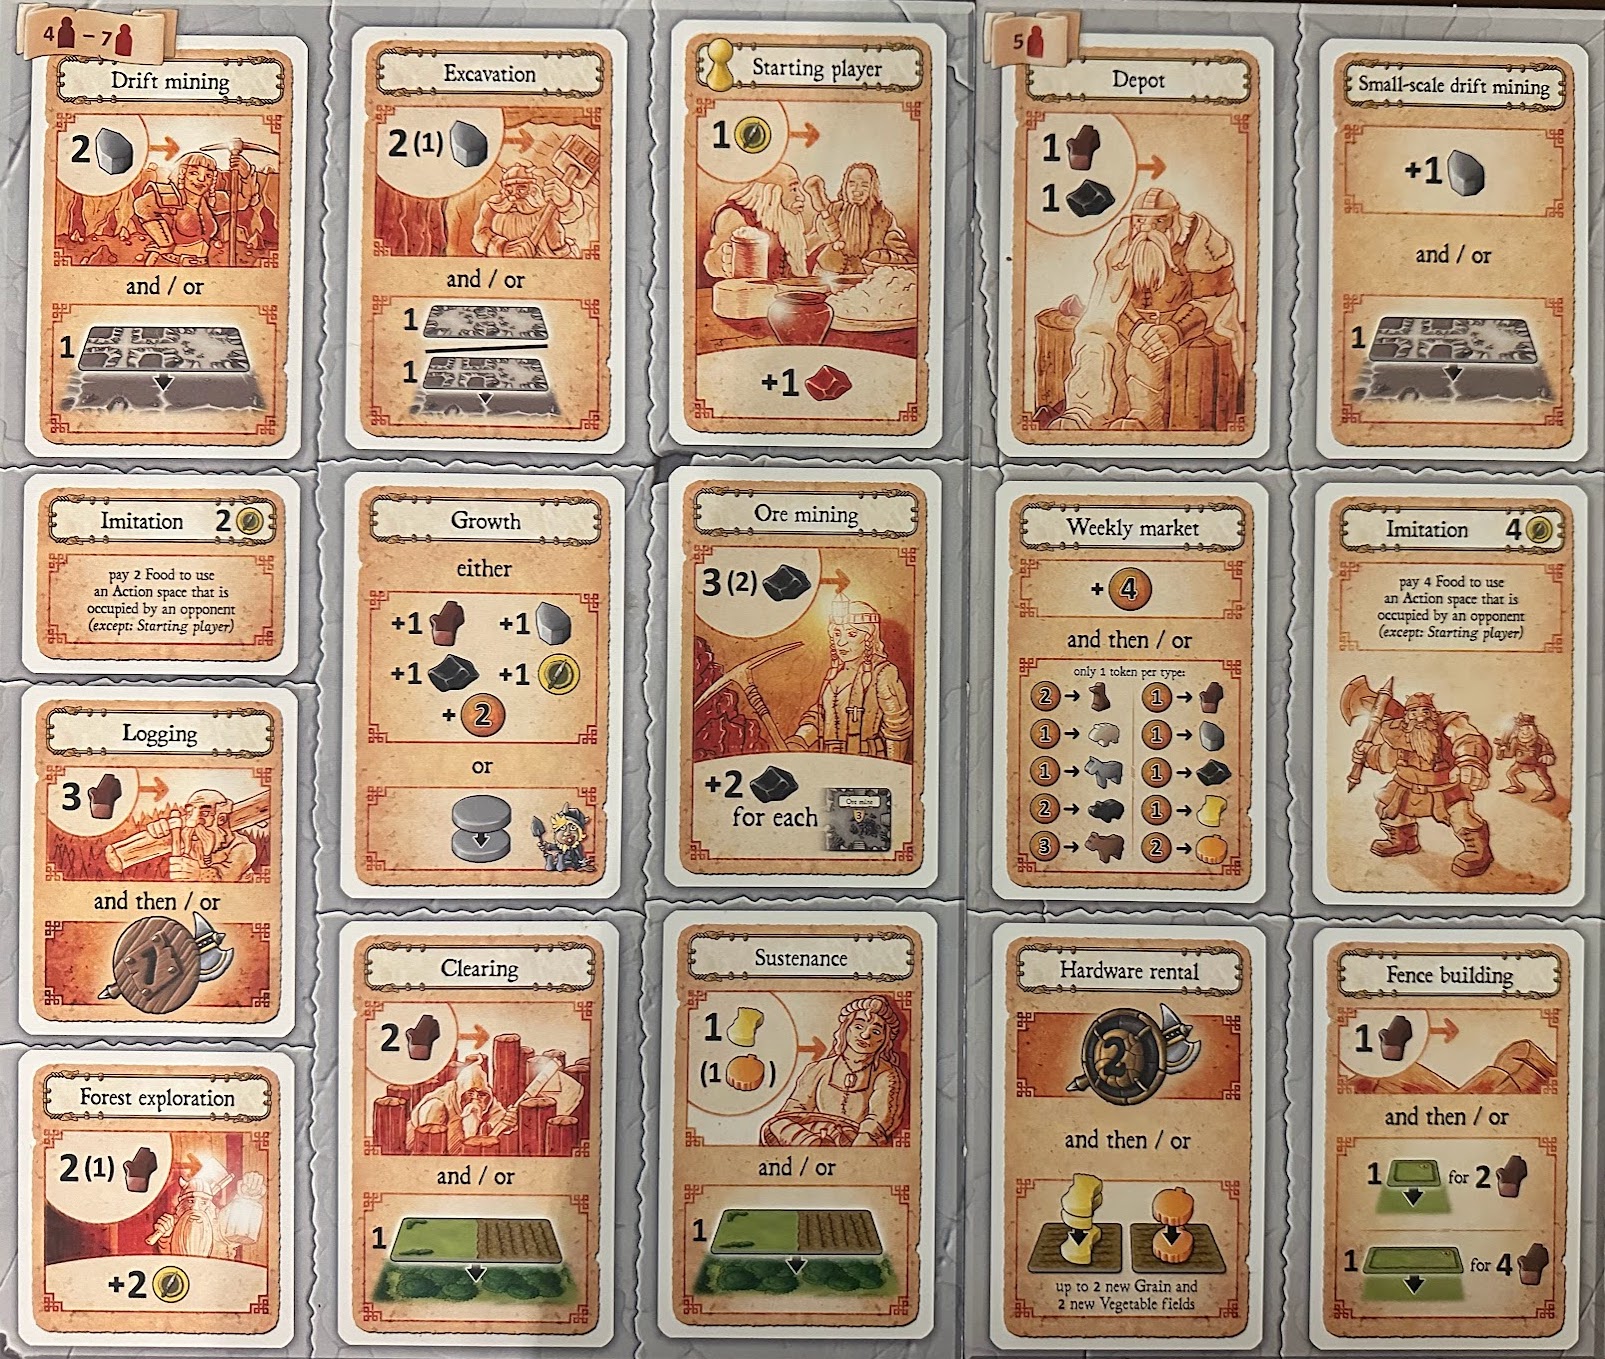 4 - 7
Drift mining
2
and / or
1
Excavation
2 (1)
and / or
1
1
Starting player
1
+1
5
Depot
1
1
Small-scale drift mining
+1
and / or
1
Imitation 2
pay 2 Food to use
an Action space that is
occupied by an opponent
(except: Starting player)
Growth
either
+1 +1
+1 +1
+ 2
or
Ore mining
3 (2)
+2
for each
Ore mine
3
Weekly market
+ 4
and then / or
only 1 token per type:
2 1
1 1
1 1
2 1
3 2
Imitation 4
pay 4 Food to use
an Action space that is
occupied by an opponent
(except: Starting player)
Logging
3
and then / or
1
Forest exploration
2 (1)
+2
Clearing
2
and / or
1
Sustenance
1
(1 )
and / or
1
Hardware rental
2
and then / or
up to 2 new Grain and
2 new Vegetable fields
Fence building
1
and then / or
1 for 2
1 for 4